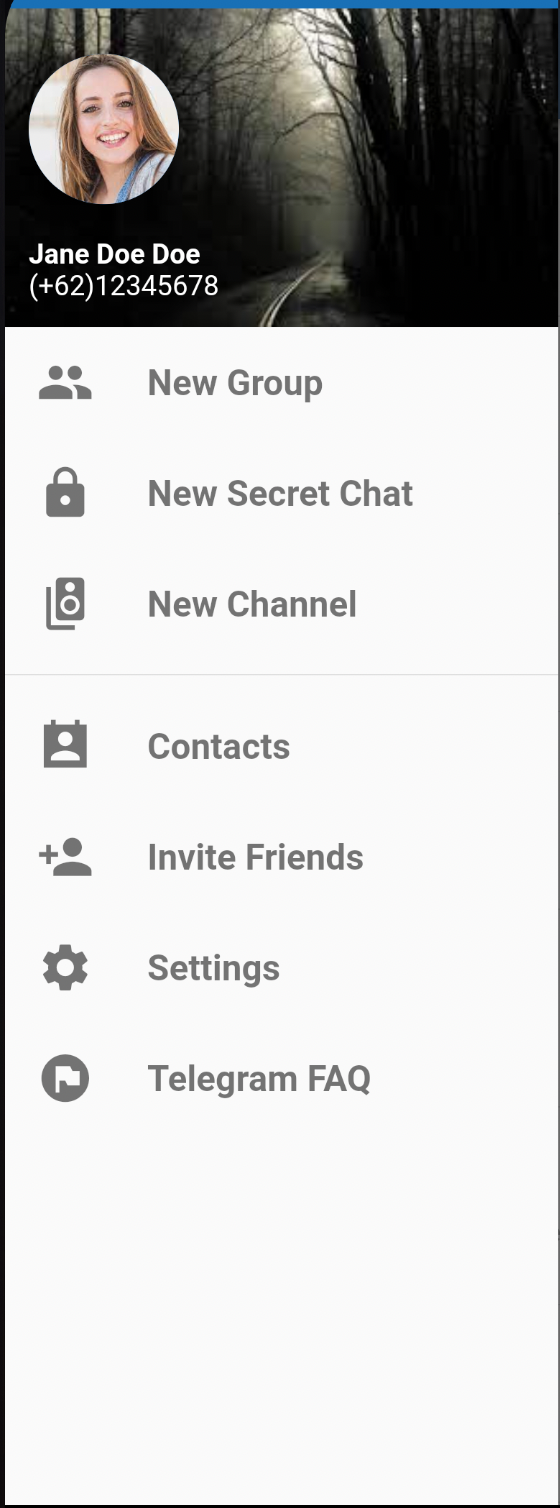 Jane Doe Doe
(+62)12345678
New Group
New Secret Chat
New Channel
Contacts
Invite Friends
Settings
Telegram FAQ